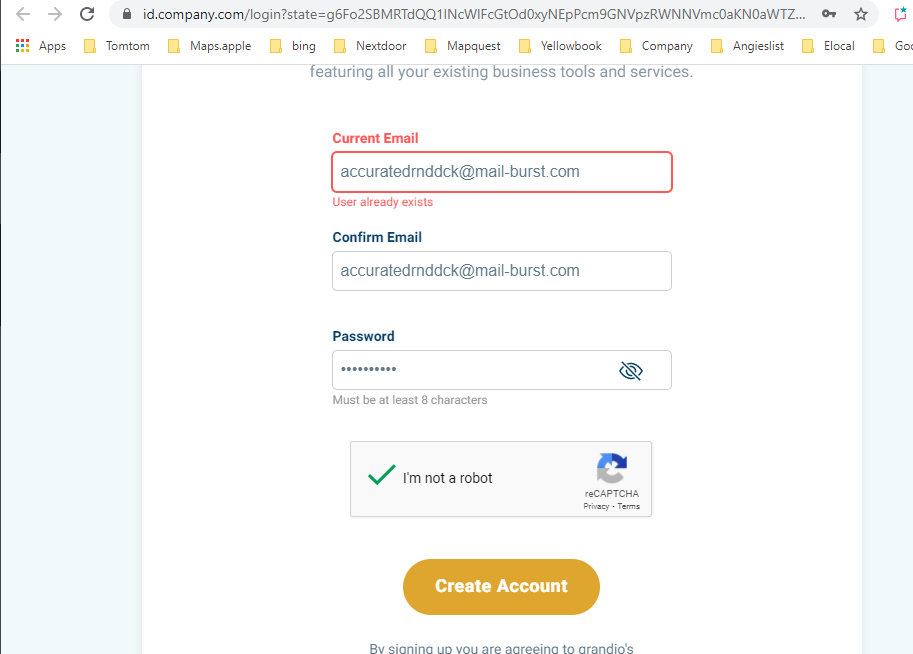 id.company.com/login?state=g6Fo2SBMRTdQQ1lNcWlFcGtOd0xyNEpPcm9GNVpzRWNNVmc0aKN0aWTZ...
Apps Tomtom Maps.apple bing Nextdoor Mapquest Yellowbook Company Angieslist Elocal Goo
featuring all your existing business tools and services.
Current Email
accuratedrnddck@mail-burst.com
User already exists
Confirm Email
accuratedrnddck@mail-burst.com
Password
••••••••••
Must be at least 8 characters
I'm not a robot
reCAPTCHA
Privacy - Terms
Create Account
By signing up you are agreeing to grandio's